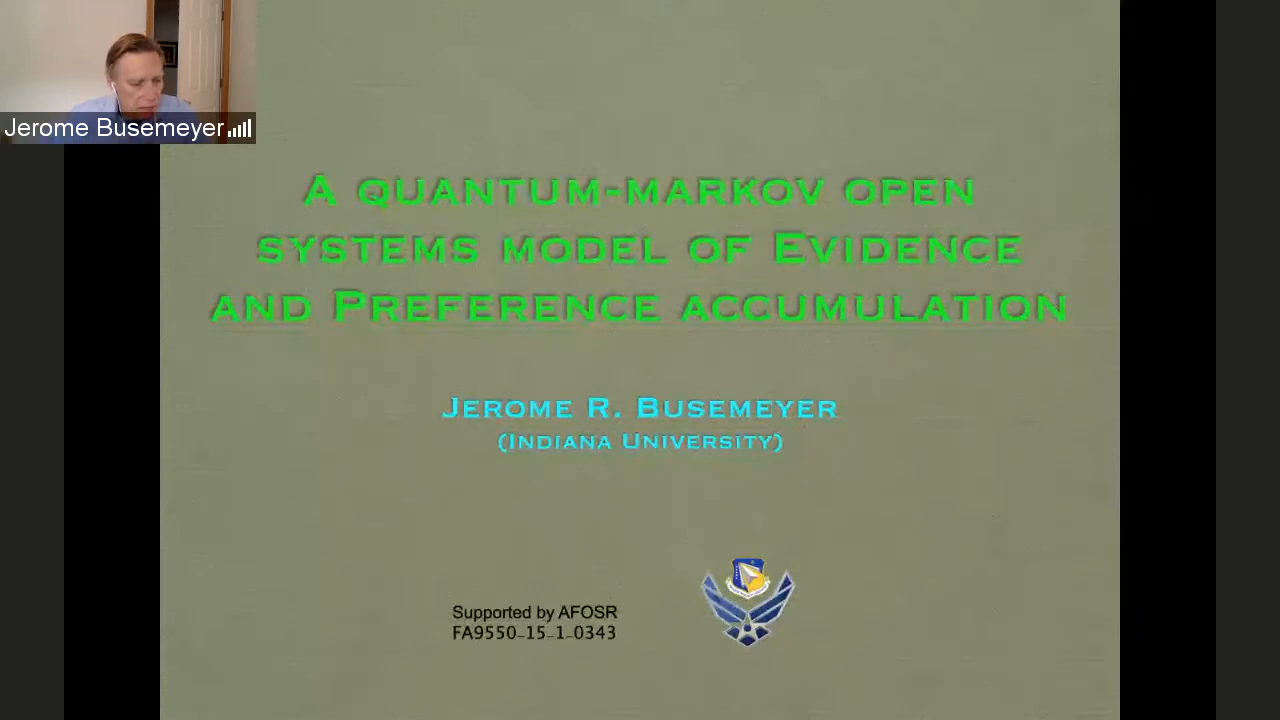 Jerome Busemeyer
A QUANTUM-MARKOV OPEN
SYSTEMS MODEL OF EVIDENCE
AND PREFERENCE ACCUMULATION
JEROME R. BUSEMEYER
(INDIANA UNIVERSITY)
Supported by AFOSR
FA9550-15-1-0343